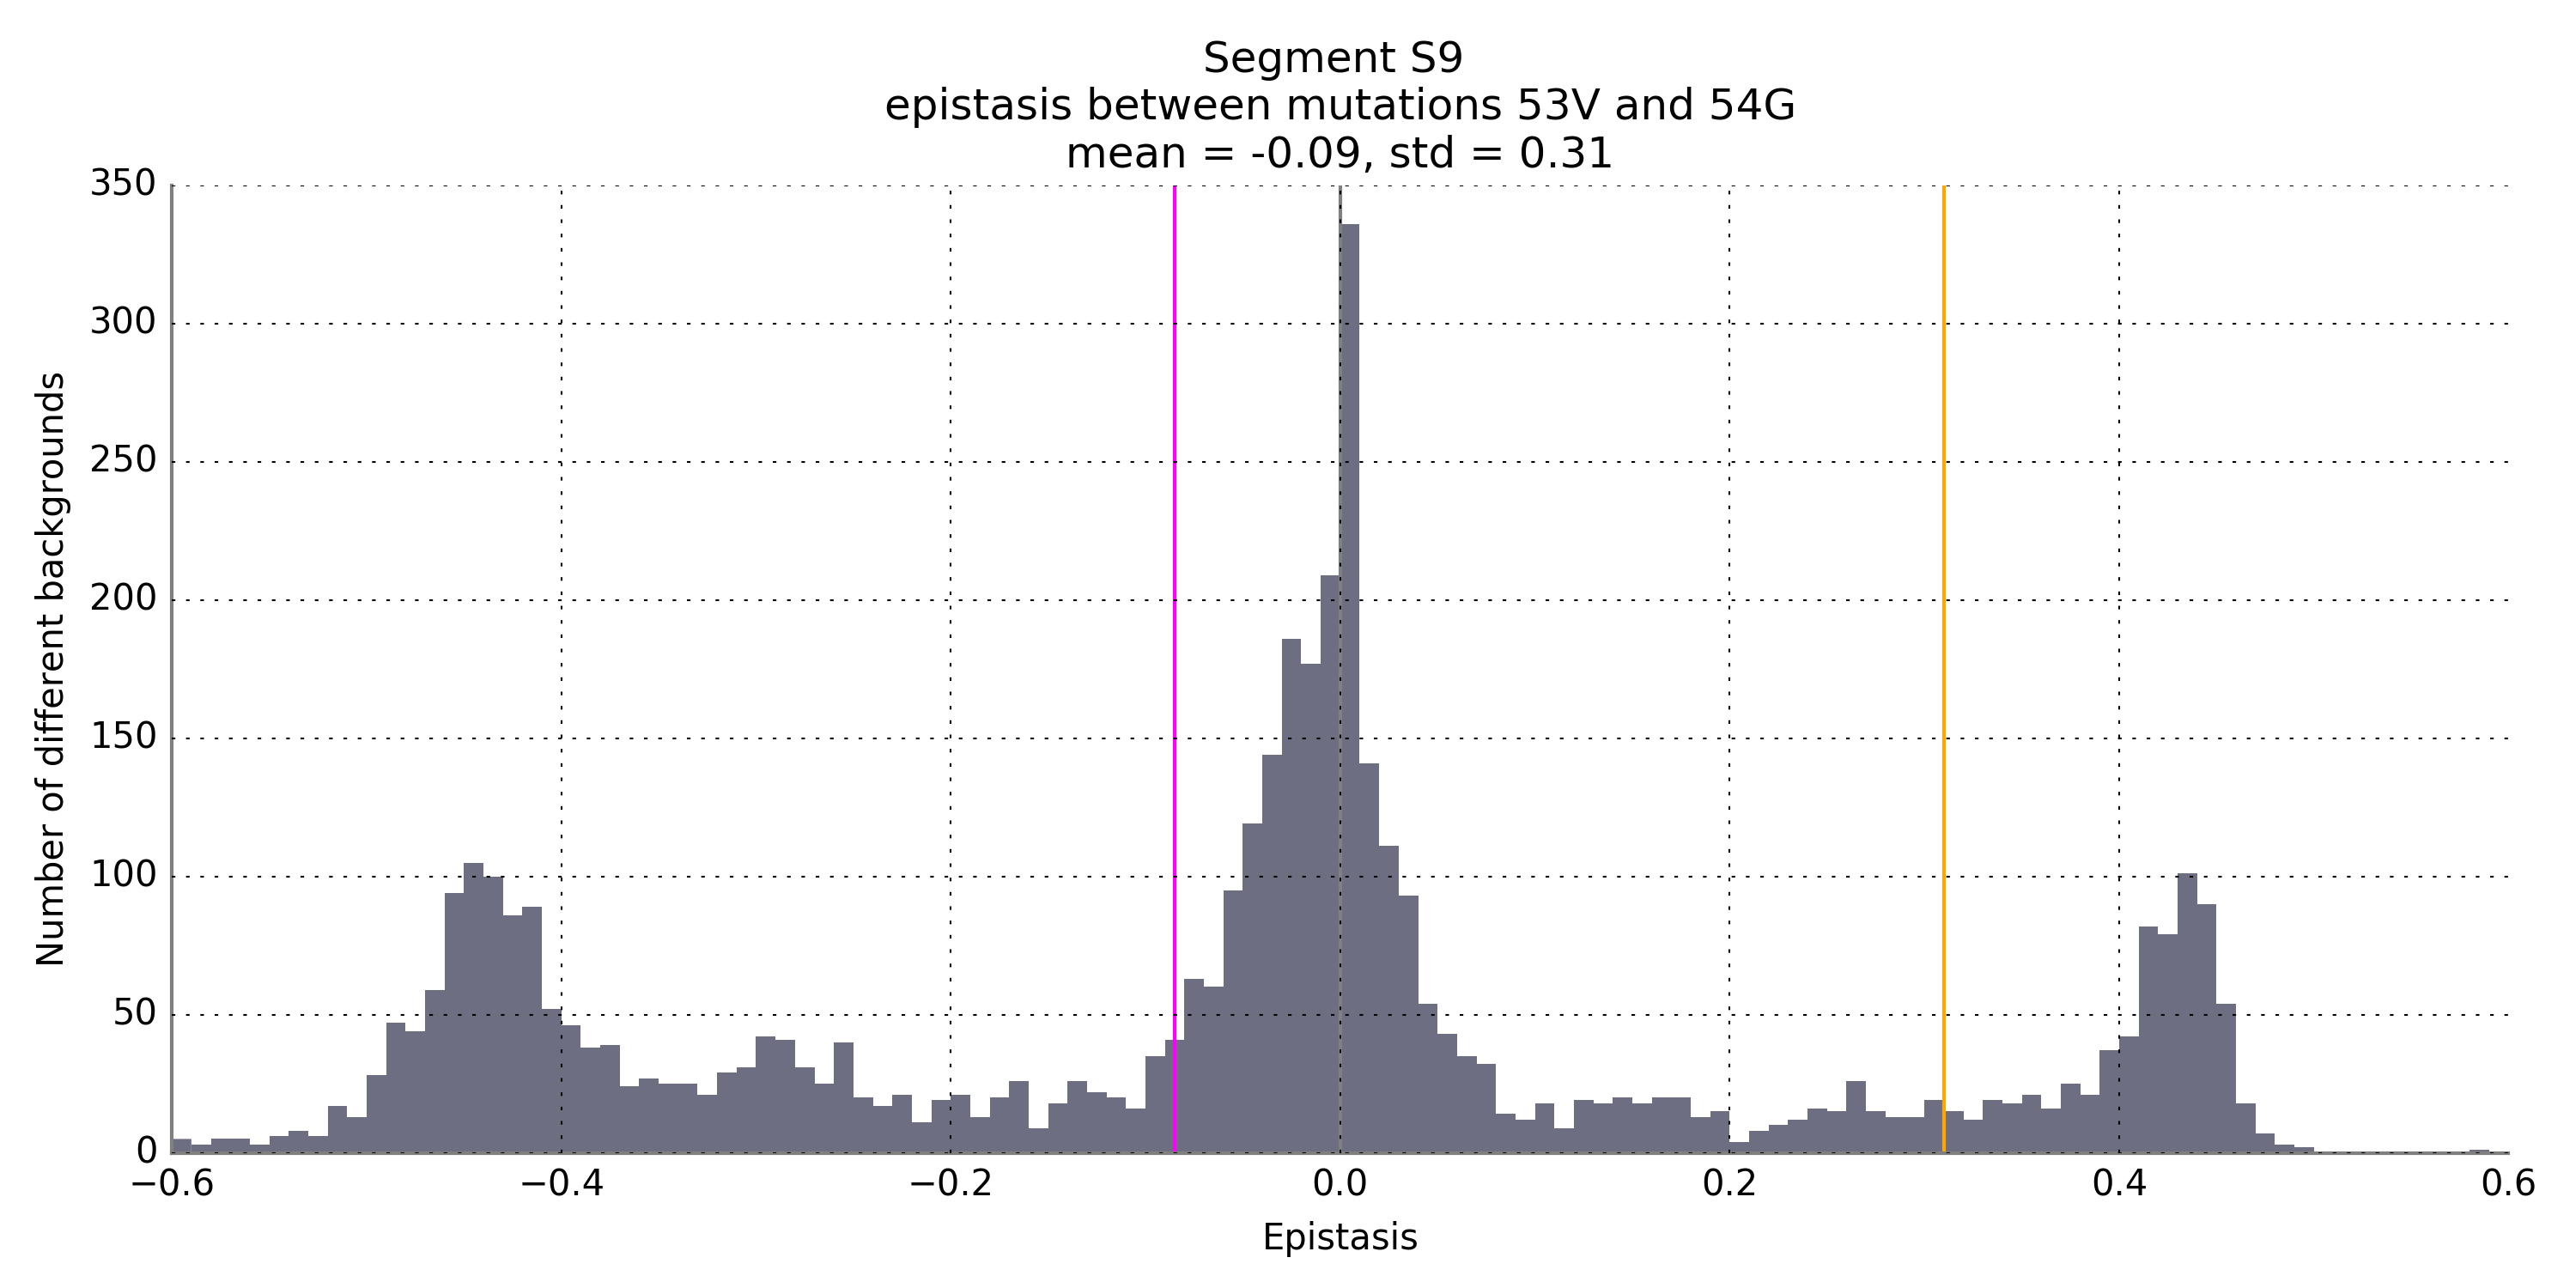 Segment S9
epistasis between mutations 53V and 54G
mean = -0.09, std = 0.31
350
300
250
200
150
100
50
0
Number of different backgrounds
−0.6 −0.4 −0.2 0.0 0.2 0.4 0.6
Epistasis